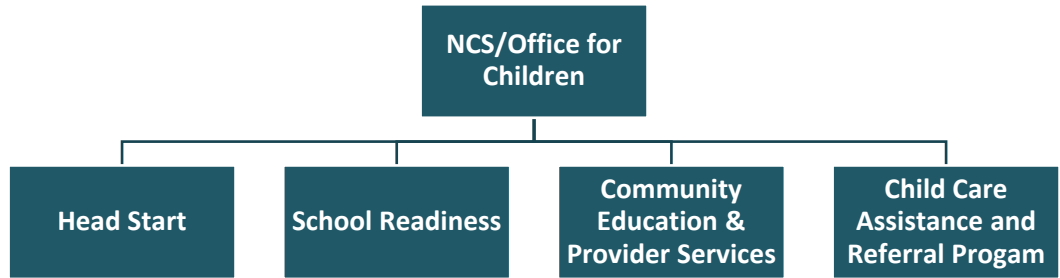 NCS/Office for
Children
Head Start
School Readiness
Community
Education &
Provider Services
Child Care
Assistance and
Referral Progam